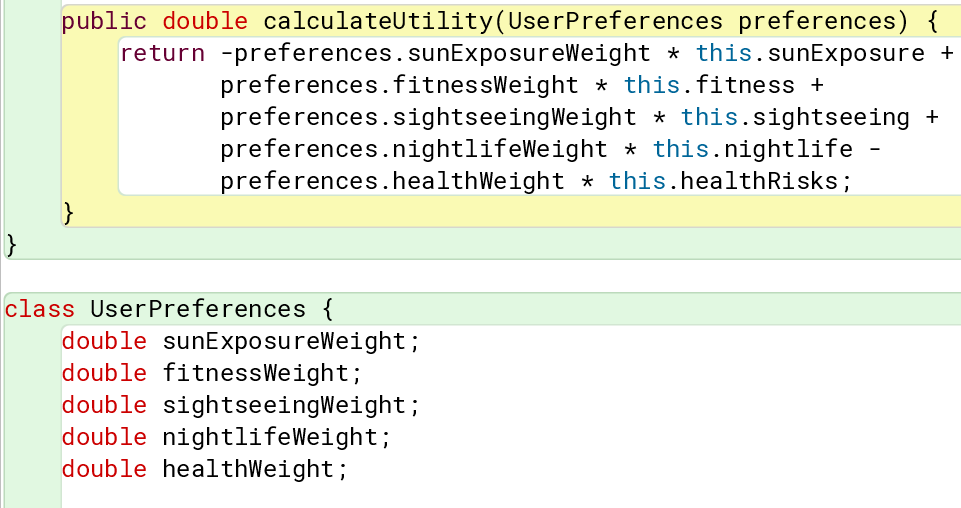 public double calculateUtility(UserPreferences preferences) {
return -preferences.sunExposureWeight * this.sunExposure +
preferences.fitnessWeight * this.fitness +
preferences.sightseeingWeight * this.sightseeing +
preferences.nightlifeWeight * this.nightlife -
preferences.healthWeight * this.healthRisks;
}
}
class UserPreferences {
double sunExposureWeight;
double fitnessWeight;
double sightseeingWeight;
double nightlifeWeight;
double healthWeight;